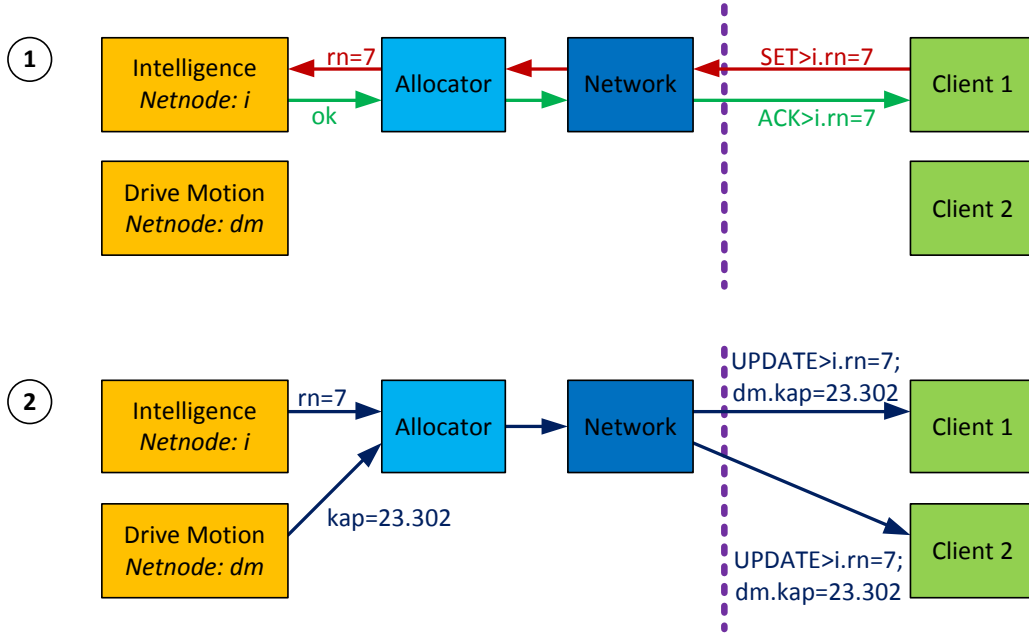 1
Intelligence
Netnode: i
rn=7
ok
Allocator
Network
SET>i.rn=7
ACK>i.rn=7
Client 1
Drive Motion
Netnode: dm
Client 2
2
Intelligence
Netnode: i
rn=7
Allocator
Network
UPDATE>i.rn=7;
dm.kap=23.302
Client 1
Drive Motion
Netnode: dm
kap=23.302
UPDATE>i.rn=7;
dm.kap=23.302
Client 2